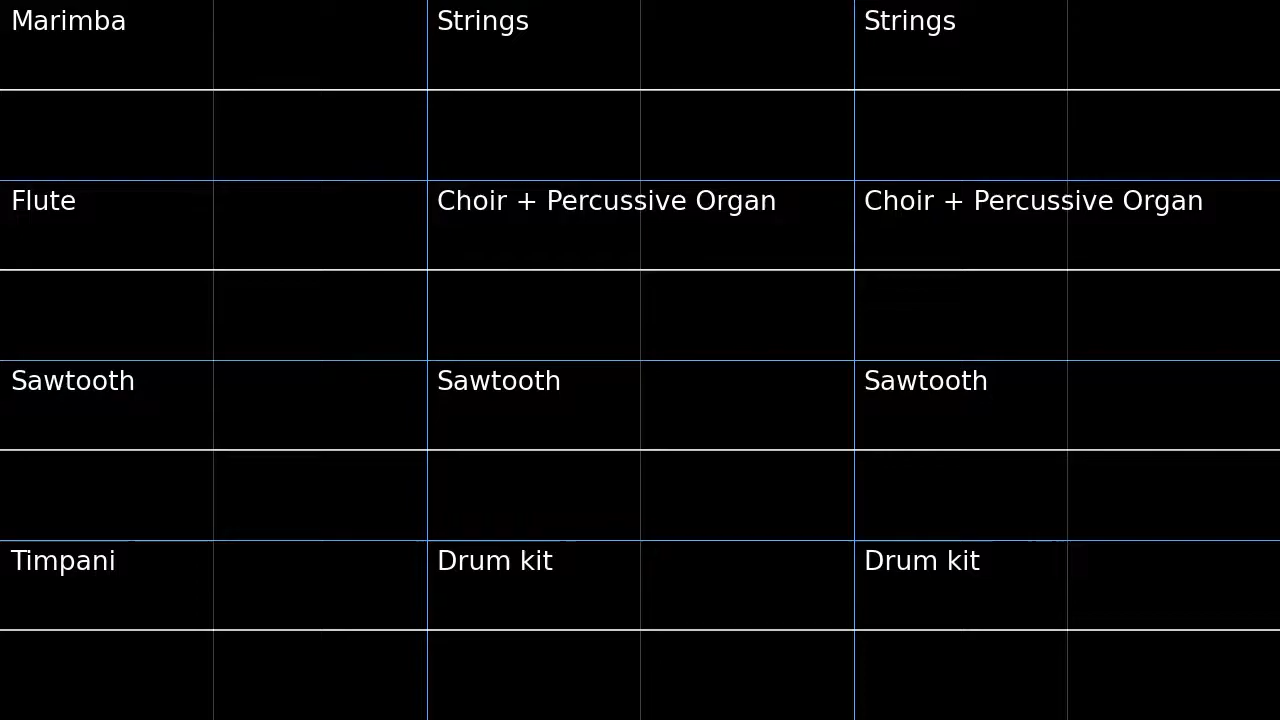 Marimba
Strings
Strings
Flute
Choir + Percussive Organ
Choir + Percussive Organ
Sawtooth
Sawtooth
Sawtooth
Timpani
Drum kit
Drum kit